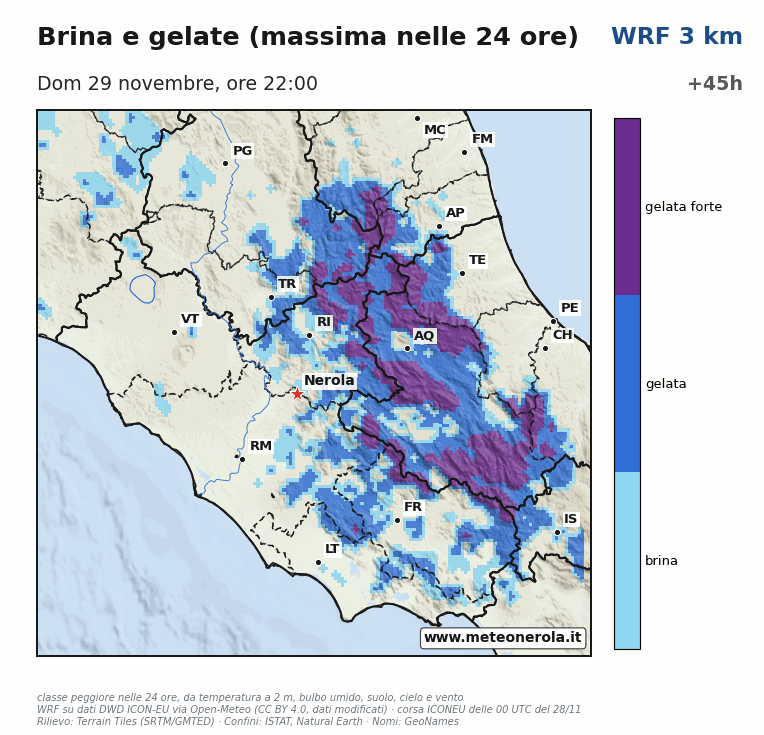 Brina e gelate (massima nelle 24 ore)
WRF 3 km
Dom 29 novembre, ore 22:00
+45h
MC
FM
PG
AP
TE
TR
PE
VT
RI
AQ
CH
Nerola
RM
FR
IS
LT
www.meteonerola.it
gelata forte
gelata
brina
classe peggiore nelle 24 ore, da temperatura a 2 m, bulbo umido, suolo, cielo e vento
WRF su dati DWD ICON-EU via Open-Meteo (CC BY 4.0, dati modificati) · corsa ICONEU delle 00 UTC del 28/11
Rilievo: Terrain Tiles (SRTM/GMTED) · Confini: ISTAT, Natural Earth · Nomi: GeoNames